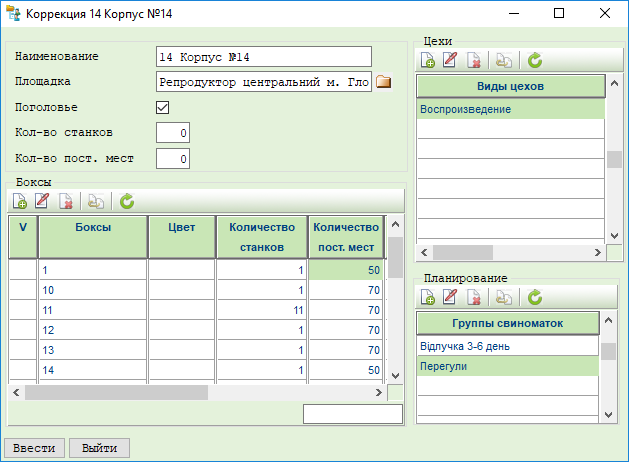 Коррекция 14 Корпус №14
Наименование 14 Корпус №14
Площадка Репродуктор центральний м. Гло
Поголовье
Кол-во станков 0
Кол-во пост. мест 0
Боксы
V Боксы Цвет Количество станков Количество пост. мест
1 1 50
10 1 70
11 11 70
12 1 70
13 1 70
14 1 50
Цехи
Виды цехов
Воспроизведение
Планирование
Группы свиноматок
Відлучка 3-6 день
Перегули
Ввести Выйти